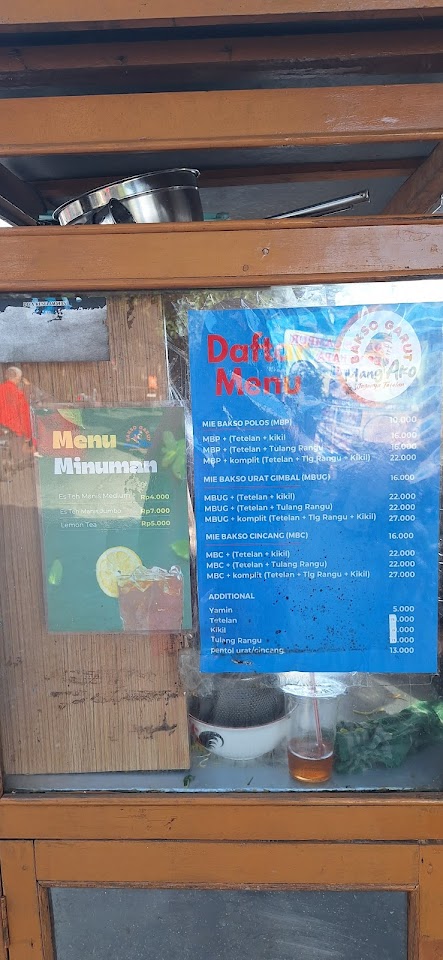 Menu
Minuman
Es Teh Manis Medium Rp4.000
Es Teh Manis Jumbo Rp7.000
Lemon Tea Rp5.000
Daftar
Menu
BAKSO GARUT
Mang Aro
MIE BAKSO POLOS (MBP) 10.000
MBP + (Tetelan + kikil 16.000
MBP + (Tetelan + Tulang Rangu) 16.000
MBP + komplit (Tetelan + Tlg Rangu + Kikil) 22.000
MIE BAKSO URAT GIMBAL (MBUG) 16.000
MBUG + (Tetelan + kikil) 22.000
MBUG + (Tetelan + Tulang Rangu) 22.000
MBUG + komplit (Tetelan + Tlg Rangu + Kikil) 27.000
MIE BAKSO CINCANG (MBC) 16.000
MBC + (Tetelan + kikil) 22.000
MBC + (Tetelan + Tulang Rangu) 22.000
MBC + komplit (Tetelan + Tlg Rangu + Kikil) 27.000
ADDITIONAL
Yamin 5.000
Tetelan
Kikil
Tulang Rangu
Pentol urat/cincang 13.000